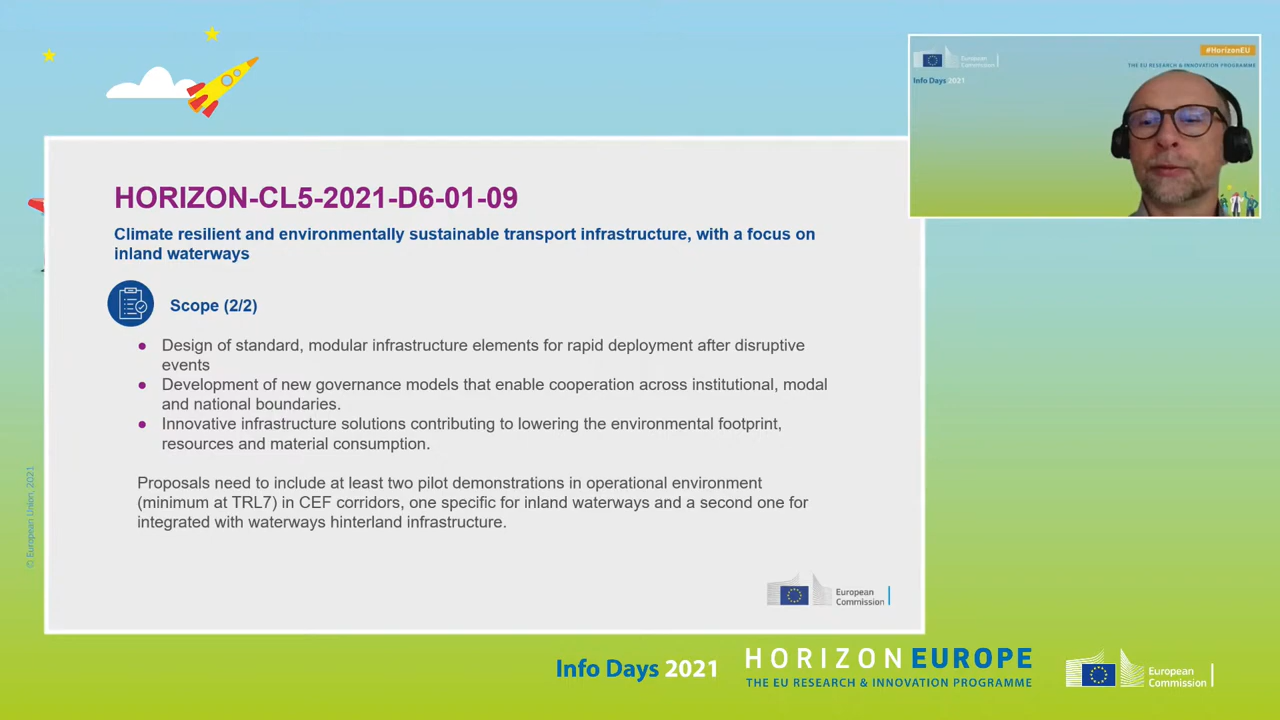 #HorizonEU
European
Commission
THE EU RESEARCH & INNOVATION PROGRAMME
Info Days 2021
HORIZON-CL5-2021-D6-01-09
Climate resilient and environmentally sustainable transport infrastructure, with a focus on
inland waterways
Scope (2/2)
Design of standard, modular infrastructure elements for rapid deployment after disruptive
events
Development of new governance models that enable cooperation across institutional, modal
and national boundaries.
Innovative infrastructure solutions contributing to lowering the environmental footprint,
resources and material consumption.
Proposals need to include at least two pilot demonstrations in operational environment
(minimum at TRL7) in CEF corridors, one specific for inland waterways and a second one for
integrated with waterways hinterland infrastructure.
© European Union, 2021
European
Commission
Info Days 2021
HORIZON EUROPE
THE EU RESEARCH & INNOVATION PROGRAMME
European
Commission